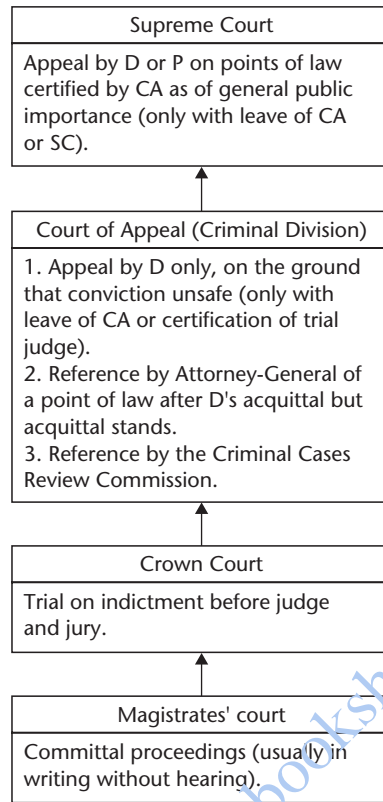 Supreme Court
Appeal by D or P on points of law
certified by CA as of general public
importance (only with leave of CA
or SC).
Court of Appeal (Criminal Division)
1. Appeal by D only, on the ground
that conviction unsafe (only with
leave of CA or certification of trial
judge).
2. Reference by Attorney-General of
a point of law after D's acquittal but
acquittal stands.
3. Reference by the Criminal Cases
Review Commission.
Crown Court
Trial on indictment before judge
and jury.
Magistrates' court
Committal proceedings (usually in
writing without hearing).